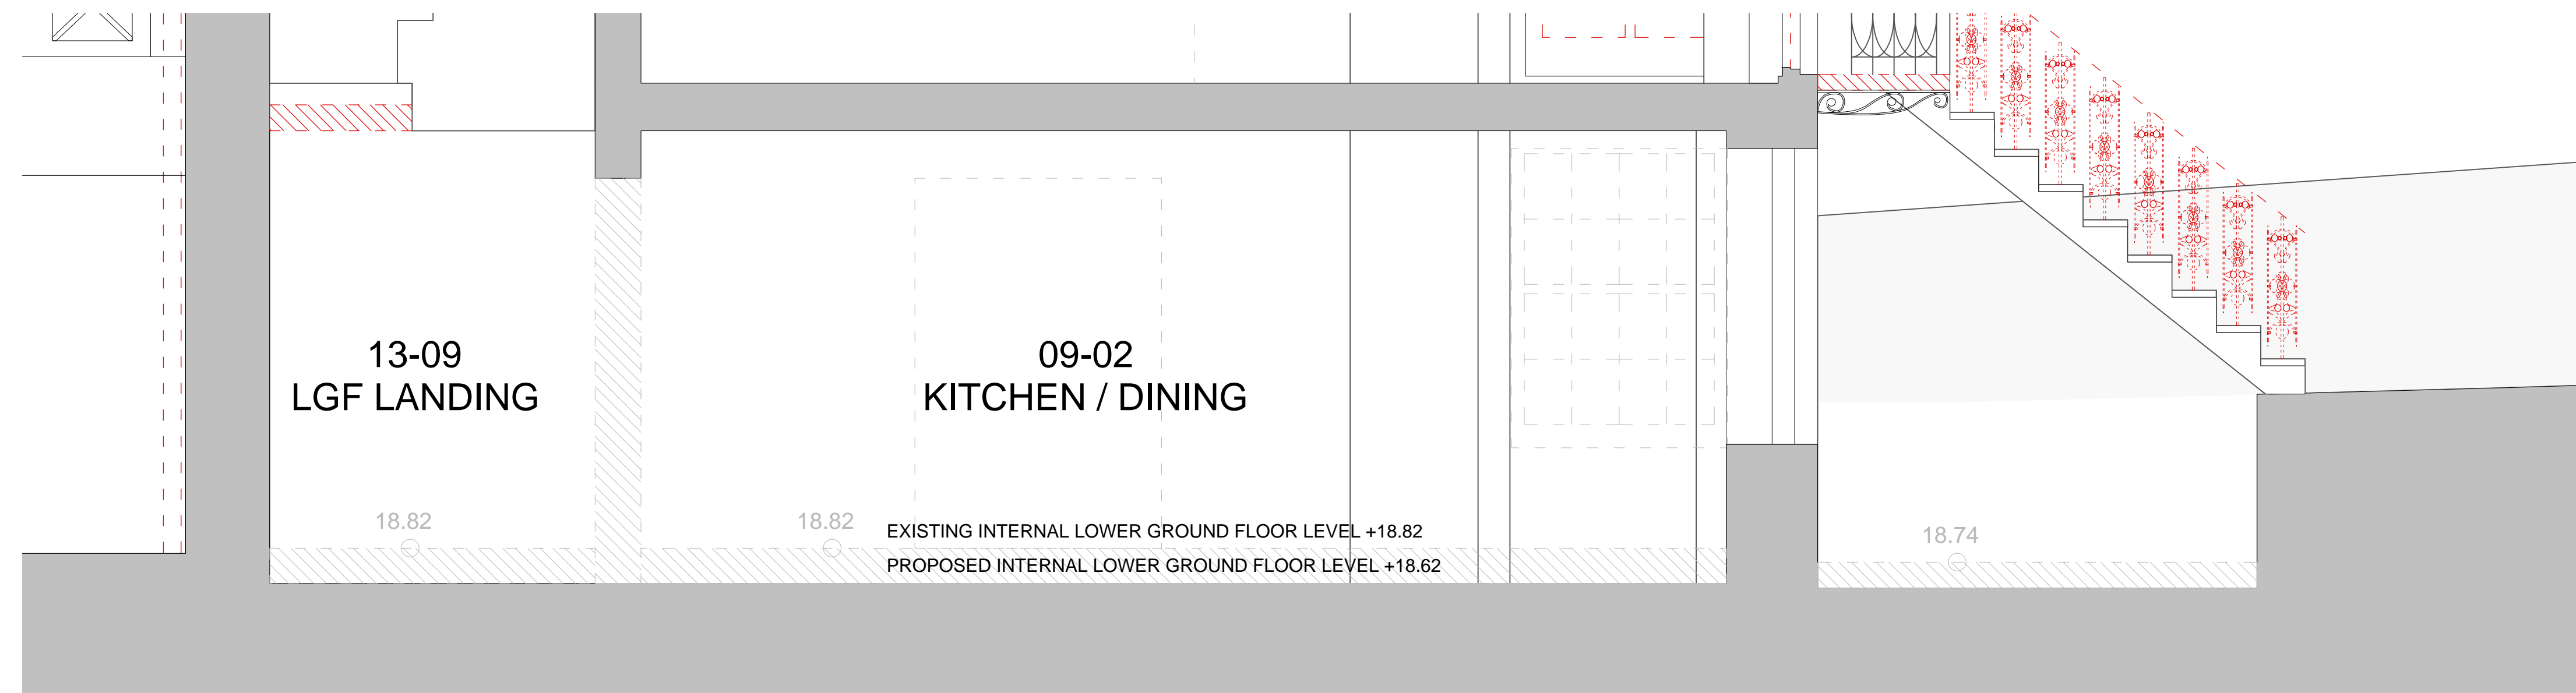 13-09
LGF LANDING
09-02
KITCHEN / DINING
18.82
18.82
EXISTING INTERNAL LOWER GROUND FLOOR LEVEL +18.82
PROPOSED INTERNAL LOWER GROUND FLOOR LEVEL +18.62
18.74